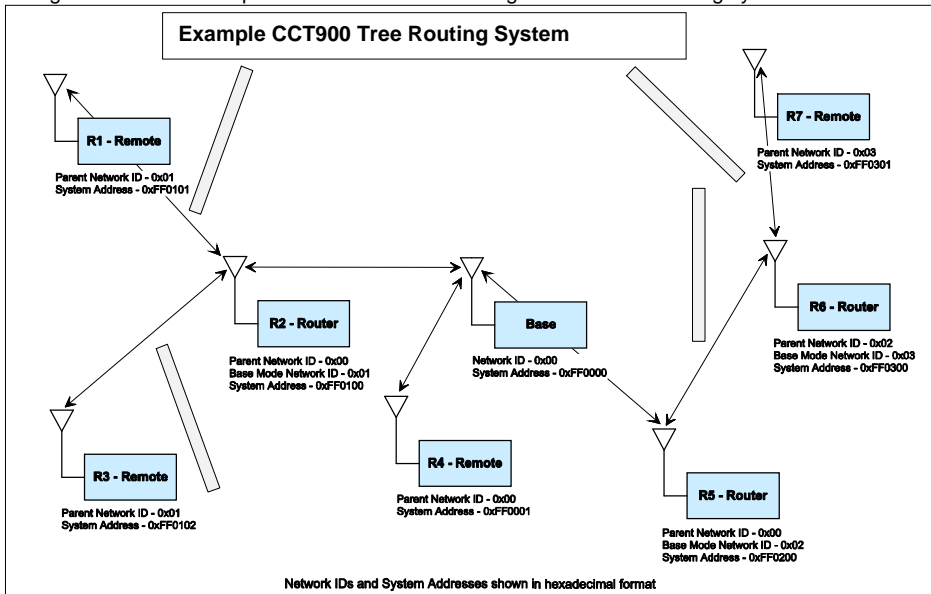 Example CCT900 Tree Routing System
R1 - Remote
Parent Network ID - 0x01
System Address - 0xFF0101
R7 - Remote
Parent Network ID - 0x03
System Address - 0xFF0301
R2 - Router
Parent Network ID - 0x00
Base Mode Network ID - 0x01
System Address - 0xFF0100
Base
Network ID - 0x00
System Address - 0xFF0000
R6 - Router
Parent Network ID - 0x02
Base Mode Network ID - 0x03
System Address - 0xFF0300
R3 - Remote
Parent Network ID - 0x01
System Address - 0xFF0102
R4 - Remote
Parent Network ID - 0x00
System Address - 0xFF0001
R5 - Router
Parent Network ID - 0x00
Base Mode Network ID - 0x02
System Address - 0xFF0200
Network IDs and System Addresses shown in hexadecimal format